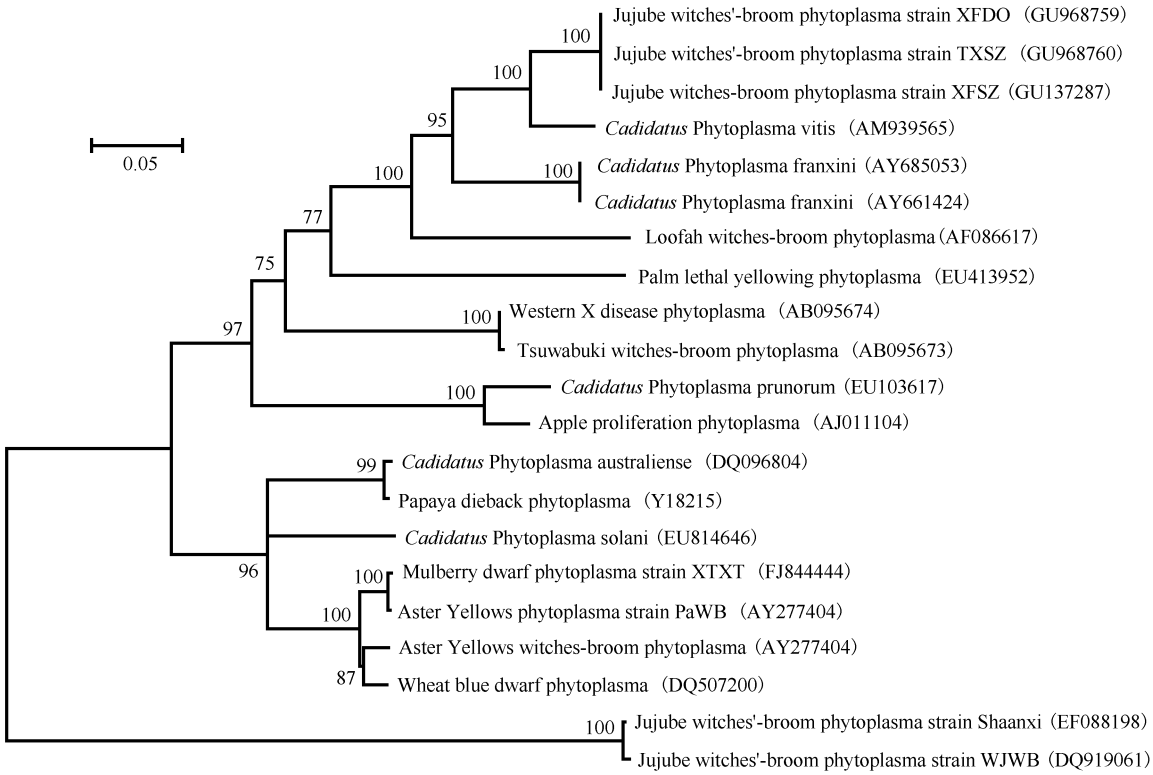 Jujube witches'-broom phytoplasma strain XFDO (GU968759)
100
Jujube witches'-broom phytoplasma strain TXSZ (GU968760)
100
Jujube witches-broom phytoplasma strain XFSZ (GU137287)
95
Cadidatus Phytoplasma vitis (AM939565)
0.05
100
Cadidatus Phytoplasma franxini (AY685053)
100
Cadidatus Phytoplasma franxini (AY661424)
77
Loofah witches-broom phytoplasma (AF086617)
75
Palm lethal yellowing phytoplasma (EU413952)
100
Western X disease phytoplasma (AB095674)
97
Tsuwabuki witches-broom phytoplasma (AB095673)
100
Cadidatus Phytoplasma prunorum (EU103617)
Apple proliferation phytoplasma (AJ011104)
99
Cadidatus Phytoplasma australiense (DQ096804)
Papaya dieback phytoplasma (Y18215)
Cadidatus Phytoplasma solani (EU814646)
96
100
Mulberry dwarf phytoplasma strain XTXT (FJ844444)
100
Aster Yellows phytoplasma strain PaWB (AY277404)
Aster Yellows witches-broom phytoplasma (AY277404)
87
Wheat blue dwarf phytoplasma (DQ507200)
100
Jujube witches'-broom phytoplasma strain Shaanxi (EF088198)
Jujube witches'-broom phytoplasma strain WJWB (DQ919061)